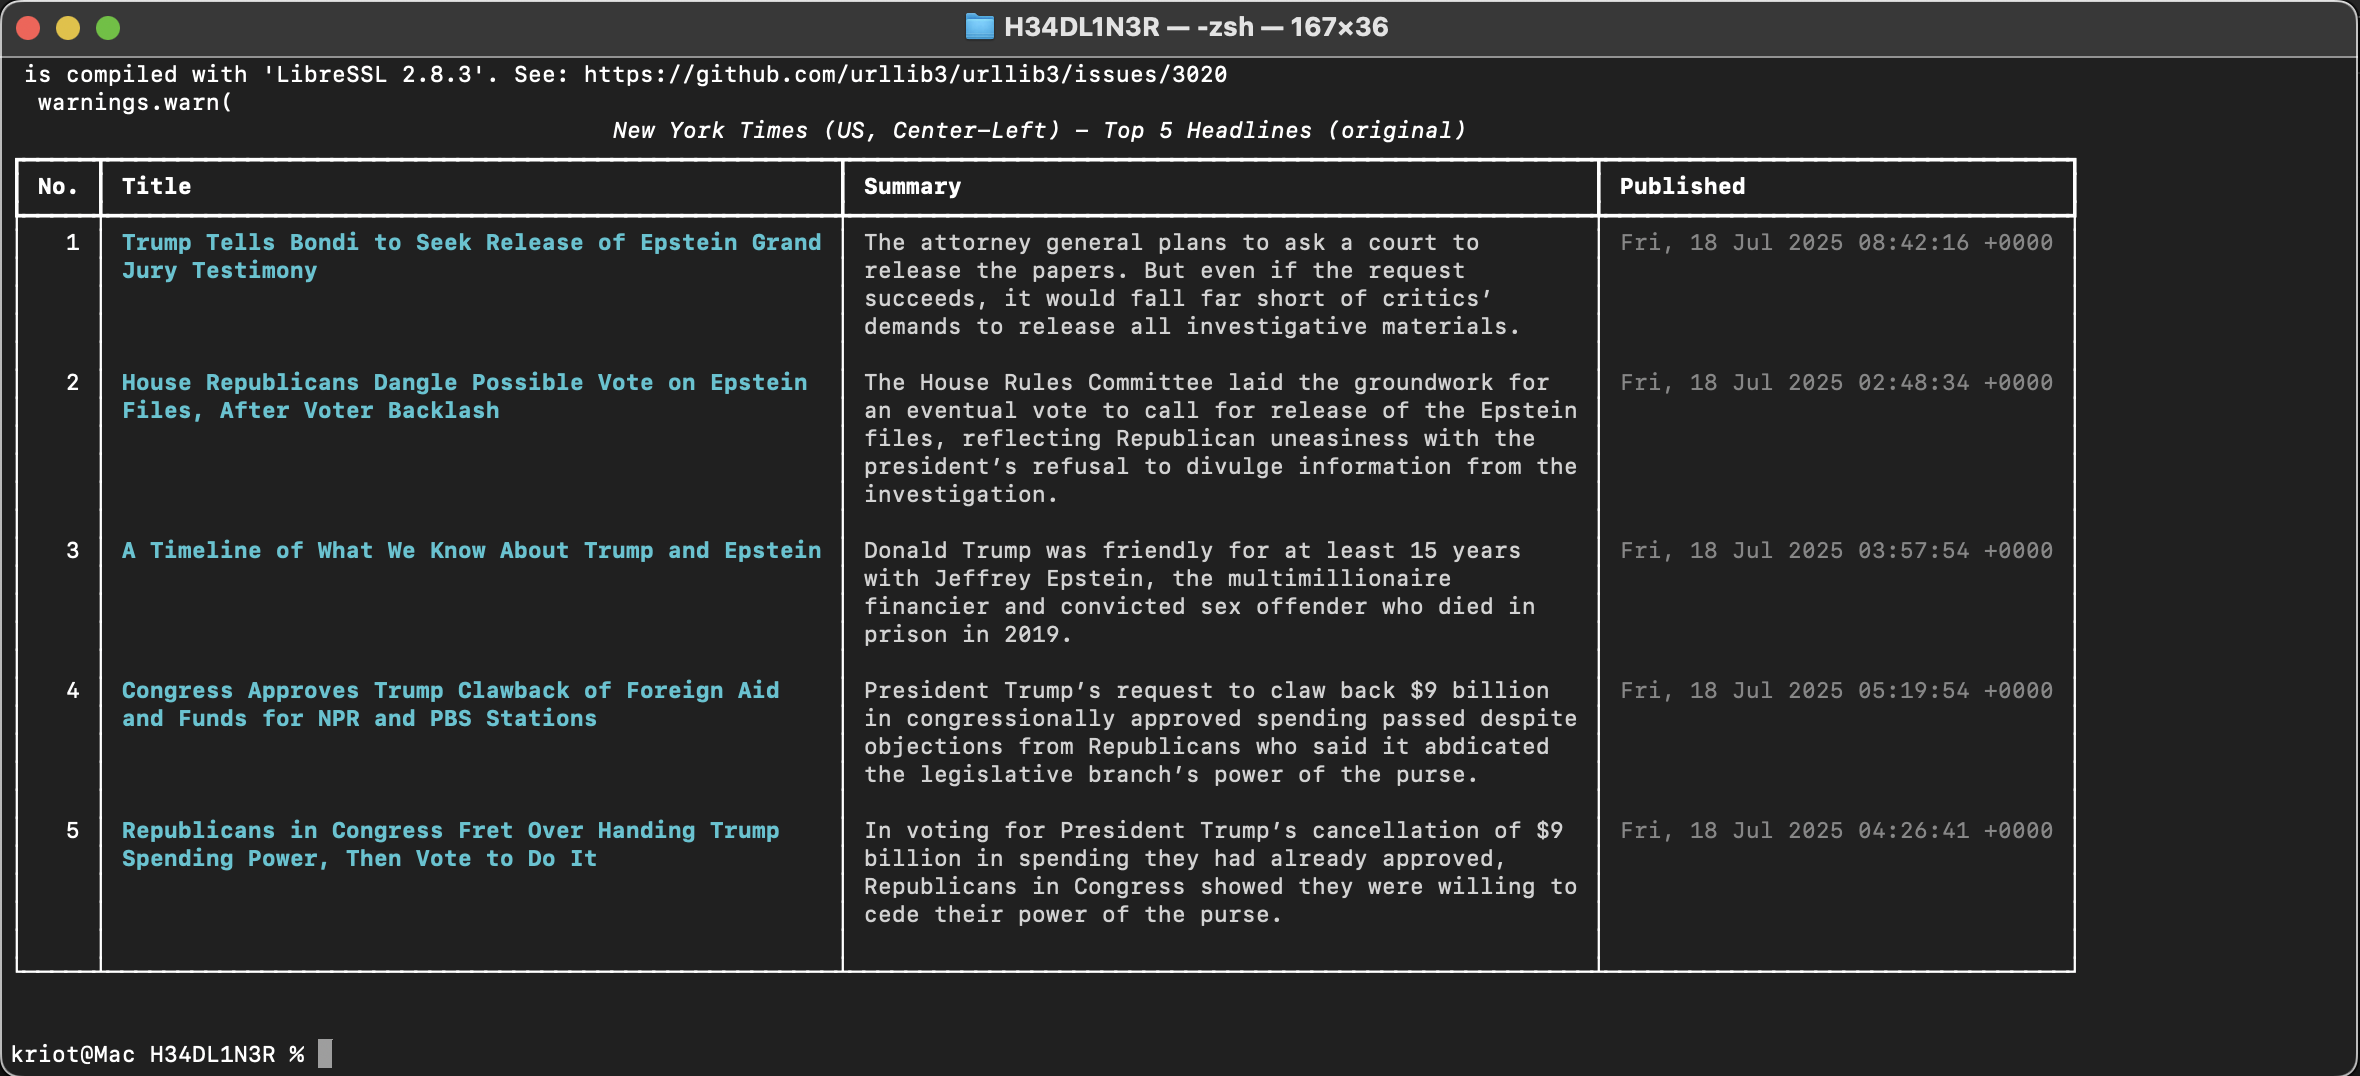 H34DL1N3R — -zsh — 167×36
is compiled with 'LibreSSL 2.8.3'. See: https://github.com/urllib3/urllib3/issues/3020
warnings.warn(
New York Times (US, Center-Left) - Top 5 Headlines (original)
No. Title Summary Published
1 Trump Tells Bondi to Seek Release of Epstein Grand The attorney general plans to ask a court to Fri, 18 Jul 2025 08:42:16 +0000
Jury Testimony release the papers. But even if the request
succeeds, it would fall far short of critics’
demands to release all investigative materials.
2 House Republicans Dangle Possible Vote on Epstein The House Rules Committee laid the groundwork for Fri, 18 Jul 2025 02:48:34 +0000
Files, After Voter Backlash an eventual vote to call for release of the Epstein
files, reflecting Republican uneasiness with the
president’s refusal to divulge information from the
investigation.
3 A Timeline of What We Know About Trump and Epstein Donald Trump was friendly for at least 15 years Fri, 18 Jul 2025 03:57:54 +0000
with Jeffrey Epstein, the multimillionaire
financier and convicted sex offender who died in
prison in 2019.
4 Congress Approves Trump Clawback of Foreign Aid President Trump’s request to claw back $9 billion Fri, 18 Jul 2025 05:19:54 +0000
and Funds for NPR and PBS Stations in congressionally approved spending passed despite
objections from Republicans who said it abdicated
the legislative branch’s power of the purse.
5 Republicans in Congress Fret Over Handing Trump In voting for President Trump’s cancellation of $9 Fri, 18 Jul 2025 04:26:41 +0000
Spending Power, Then Vote to Do It billion in spending they had already approved,
Republicans in Congress showed they were willing to
cede their power of the purse.
kriot@Mac H34DL1N3R %